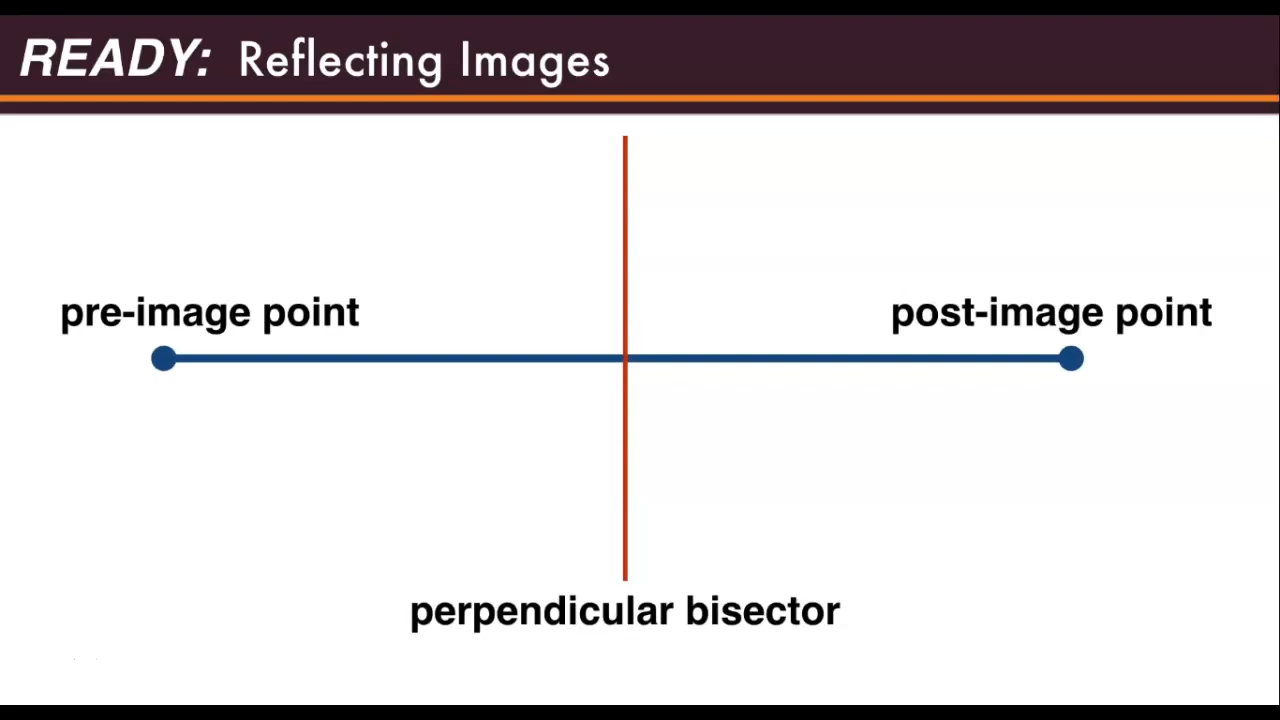 READY: Reflecting Images
pre-image point
post-image point
perpendicular bisector